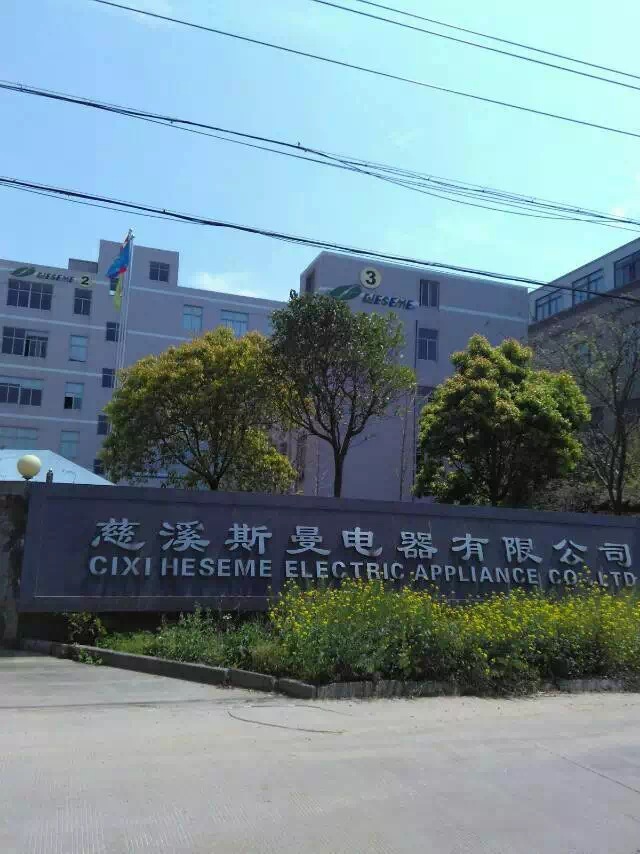 HESEME 2
3
HESEME
慈溪斯曼电器有限公司
CIXI HESEME ELECTRIC APPLIANCE CO.,LTD